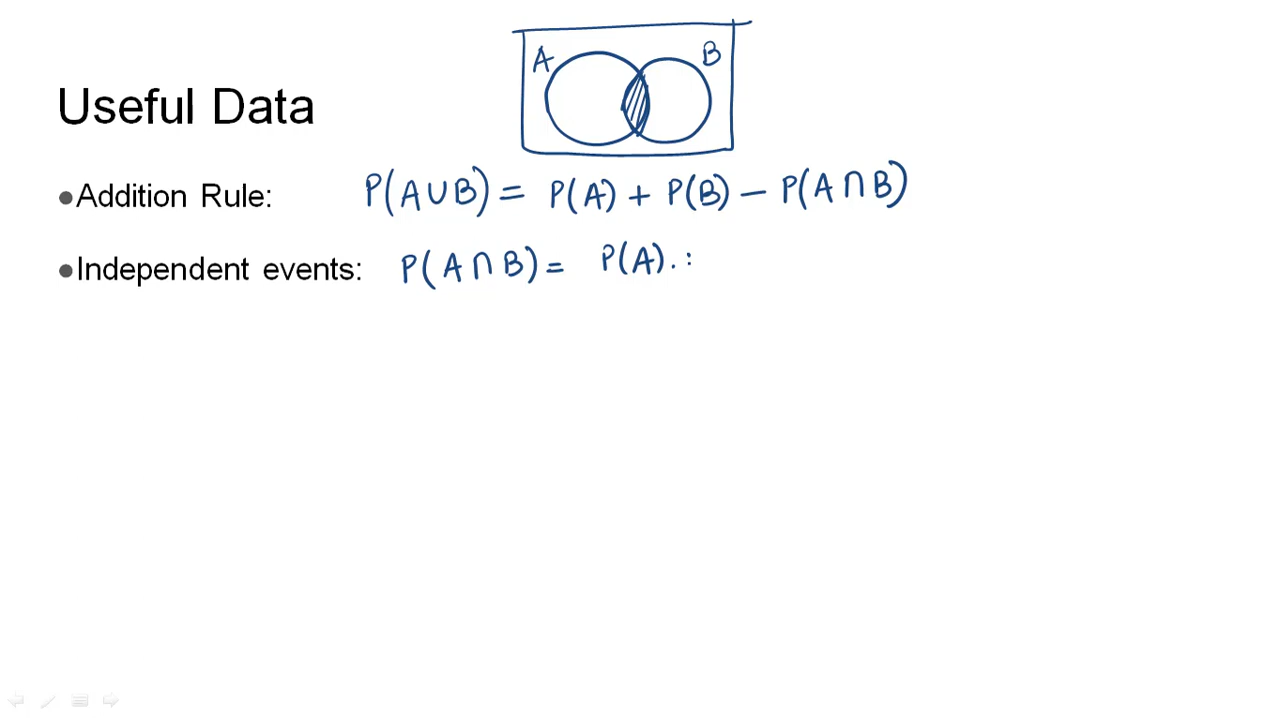 A B
Useful Data
●Addition Rule: P(A∪B) = P(A) + P(B) − P(A ∩ B)
●Independent events: P(A ∩ B) = P(A) .